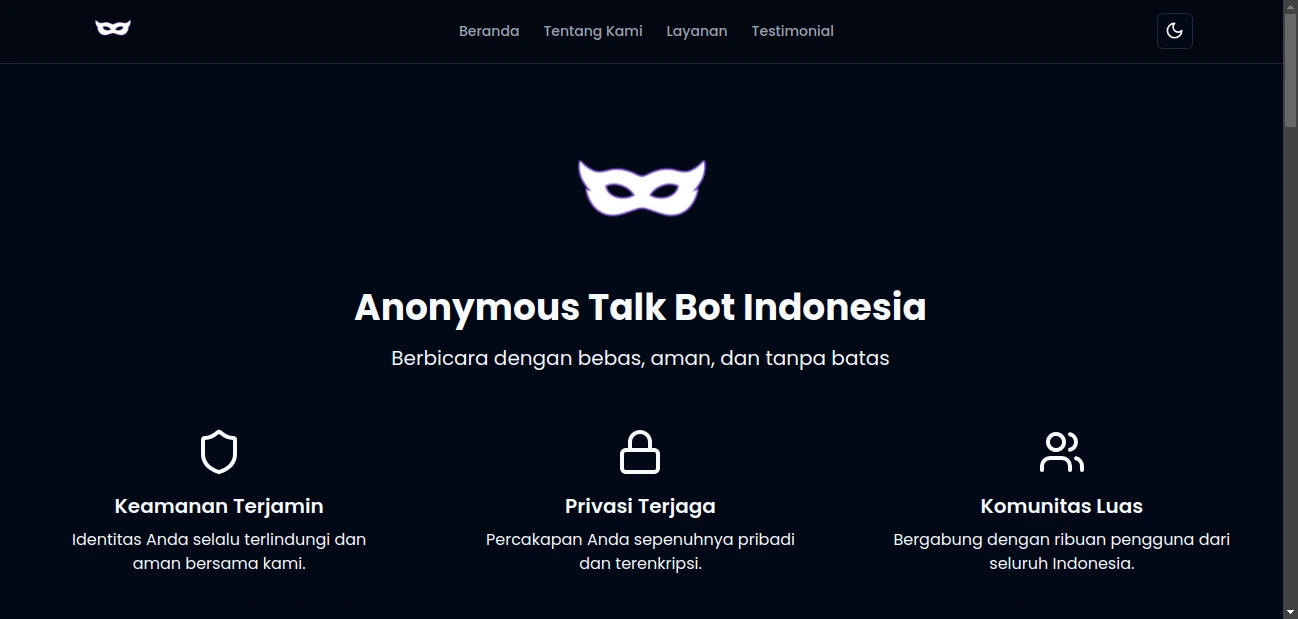 Beranda Tentang Kami Layanan Testimonial
Anonymous Talk Bot Indonesia
Berbicara dengan bebas, aman, dan tanpa batas
Keamanan Terjamin
Identitas Anda selalu terlindungi dan
aman bersama kami.
Privasi Terjaga
Percakapan Anda sepenuhnya pribadi
dan terenkripsi.
Komunitas Luas
Bergabung dengan ribuan pengguna dari
seluruh Indonesia.